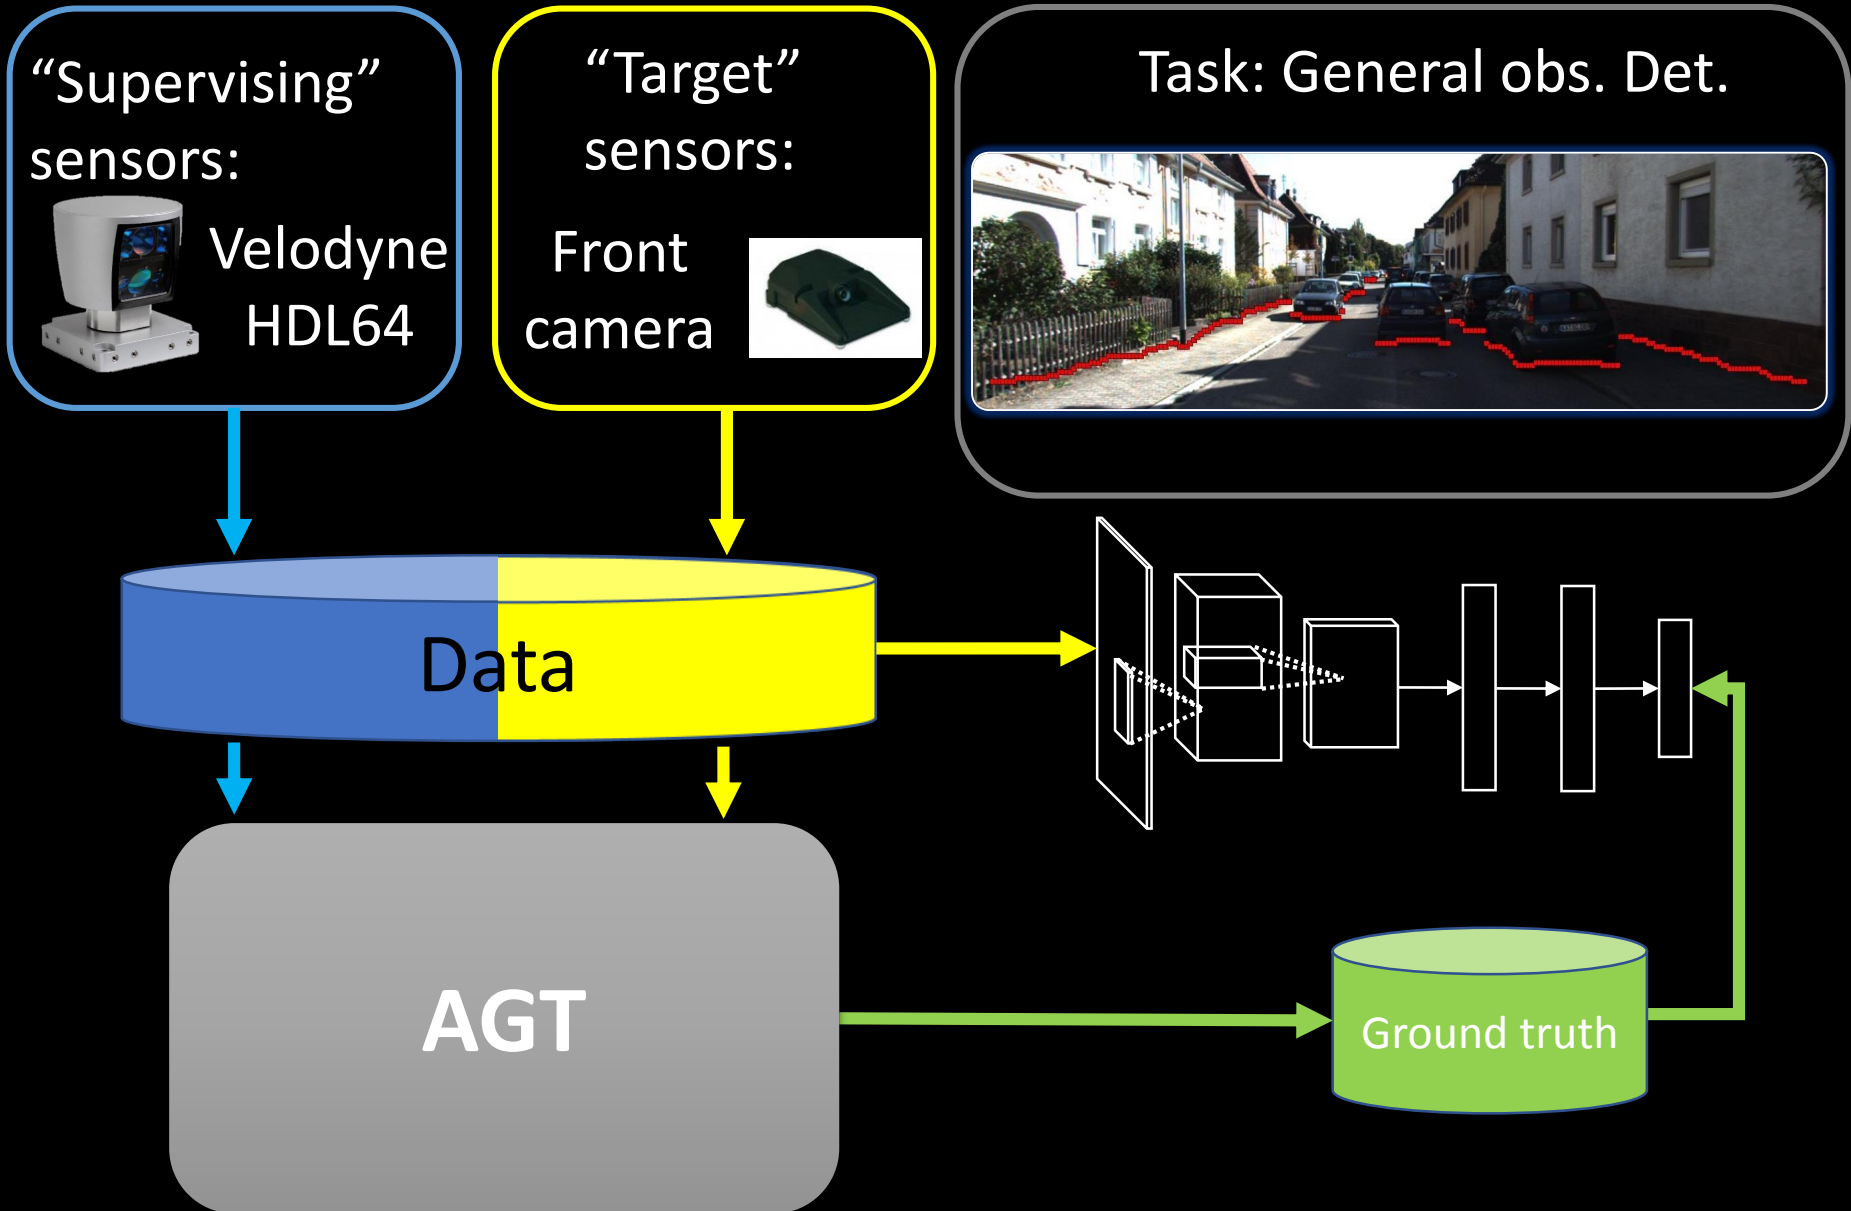 “Supervising”
sensors:
Velodyne
HDL64
“Target”
sensors:
Front
camera
Task: General obs. Det.
Data
AGT
Ground truth